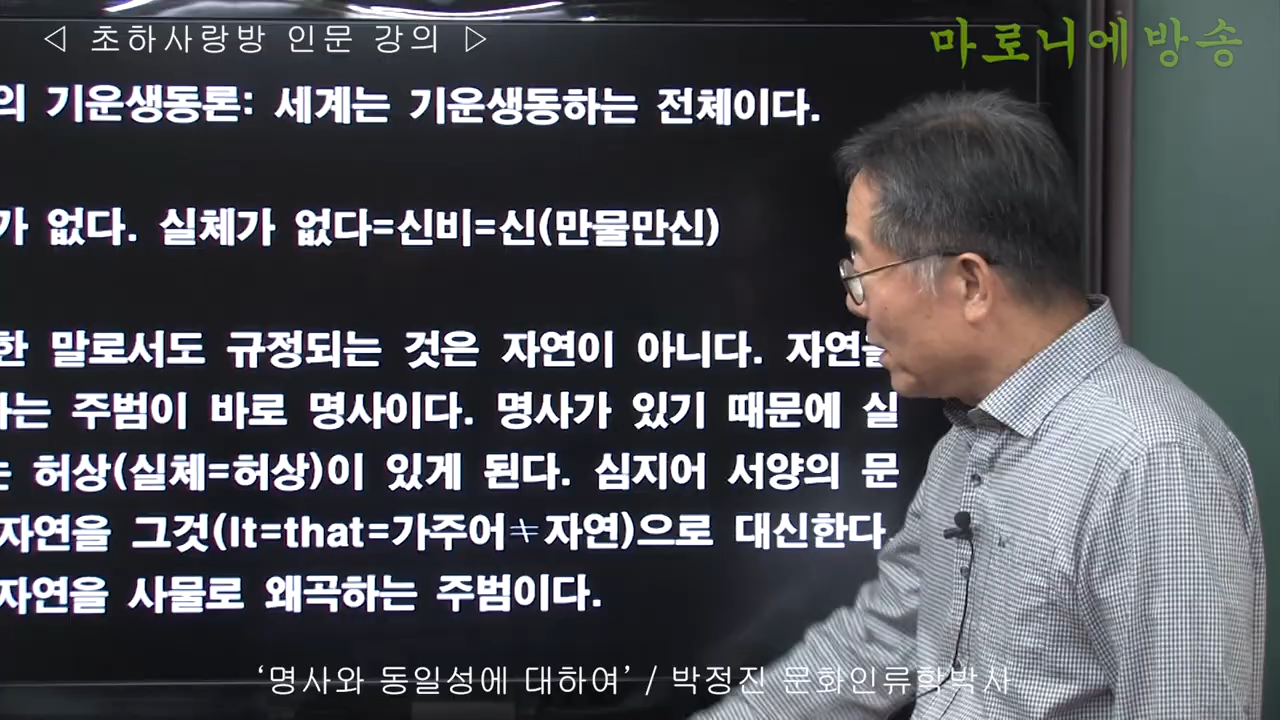 ◁ 초하사랑방 인문 강의 ▷
마로니에방송
의 기운생동론: 세계는 기운생동하는 전체이다.
가 없다. 실체가 없다=신비=신(만물만신)
한 말로서도 규정되는 것은 자연이 아니다. 자연을
하는 주범이 바로 명사이다. 명사가 있기 때문에 실
는 허상(실체=허상)이 있게 된다. 심지어 서양의 문
자연을 그것(It=that=가주어≠자연)으로 대신한다.
자연을 사물로 왜곡하는 주범이다.
‘명사와 동일성에 대하여’ / 박정진 문화인류학박사